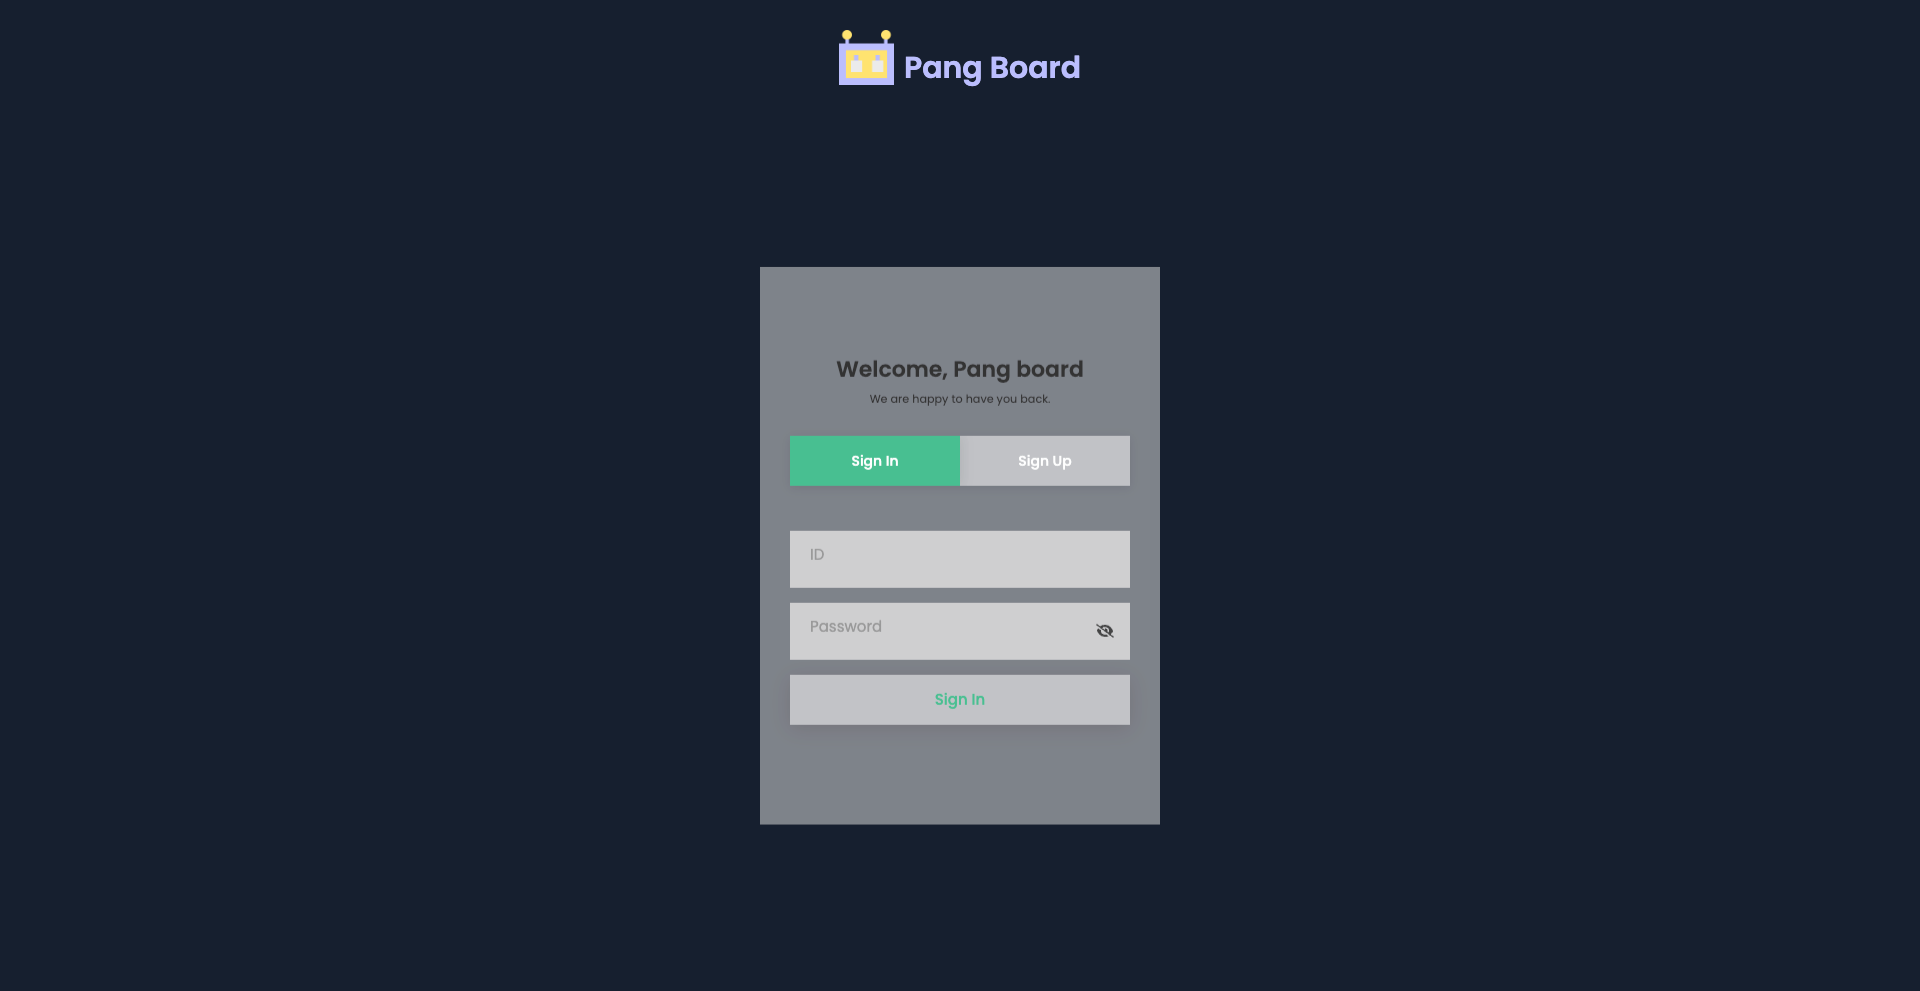 Pang Board
Welcome, Pang board
We are happy to have you back.
Sign In
Sign Up
ID
Password
Sign In